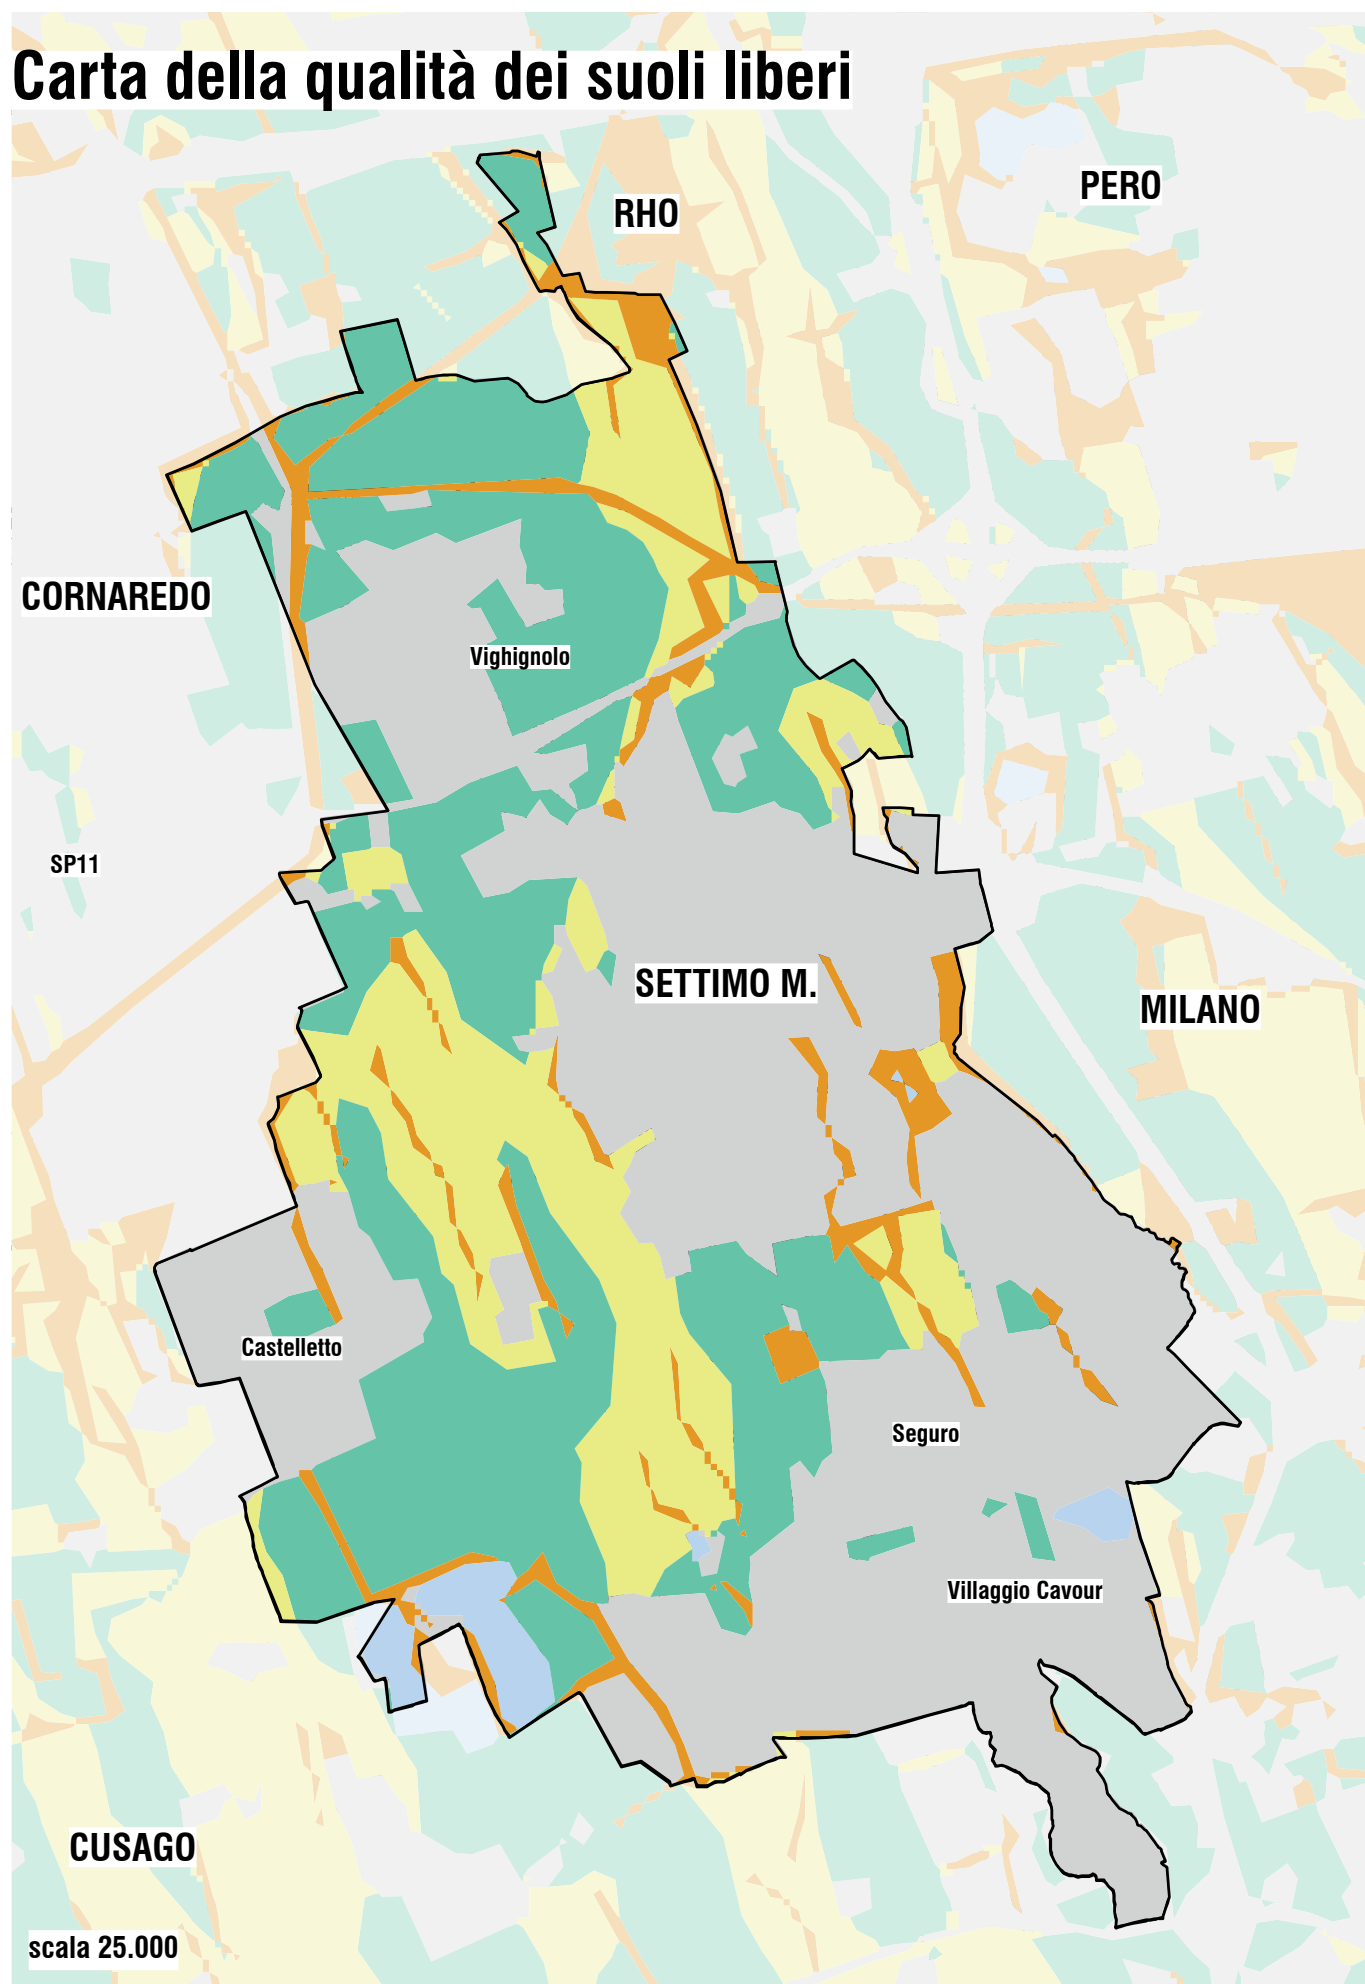 Carta della qualità dei suoli liberi
PERO
RHO
CORNAREDO
Vighignolo
SP11
SETTIMO M.
MILANO
Castelletto
Seguro
Villaggio Cavour
CUSAGO
scala 25.000